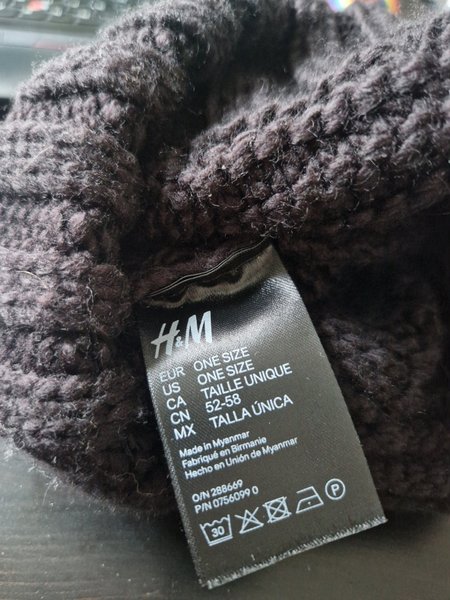 H&M
EUR ONE SIZE
US ONE SIZE
CA TAILLE UNIQUE
CN 52-58
MX TALLA ÚNICA
Made in Myanmar
Fabriqué en Birmanie
Hecho en Unión de Myanmar
O/N 288669
P/N 0756099 0
30 P